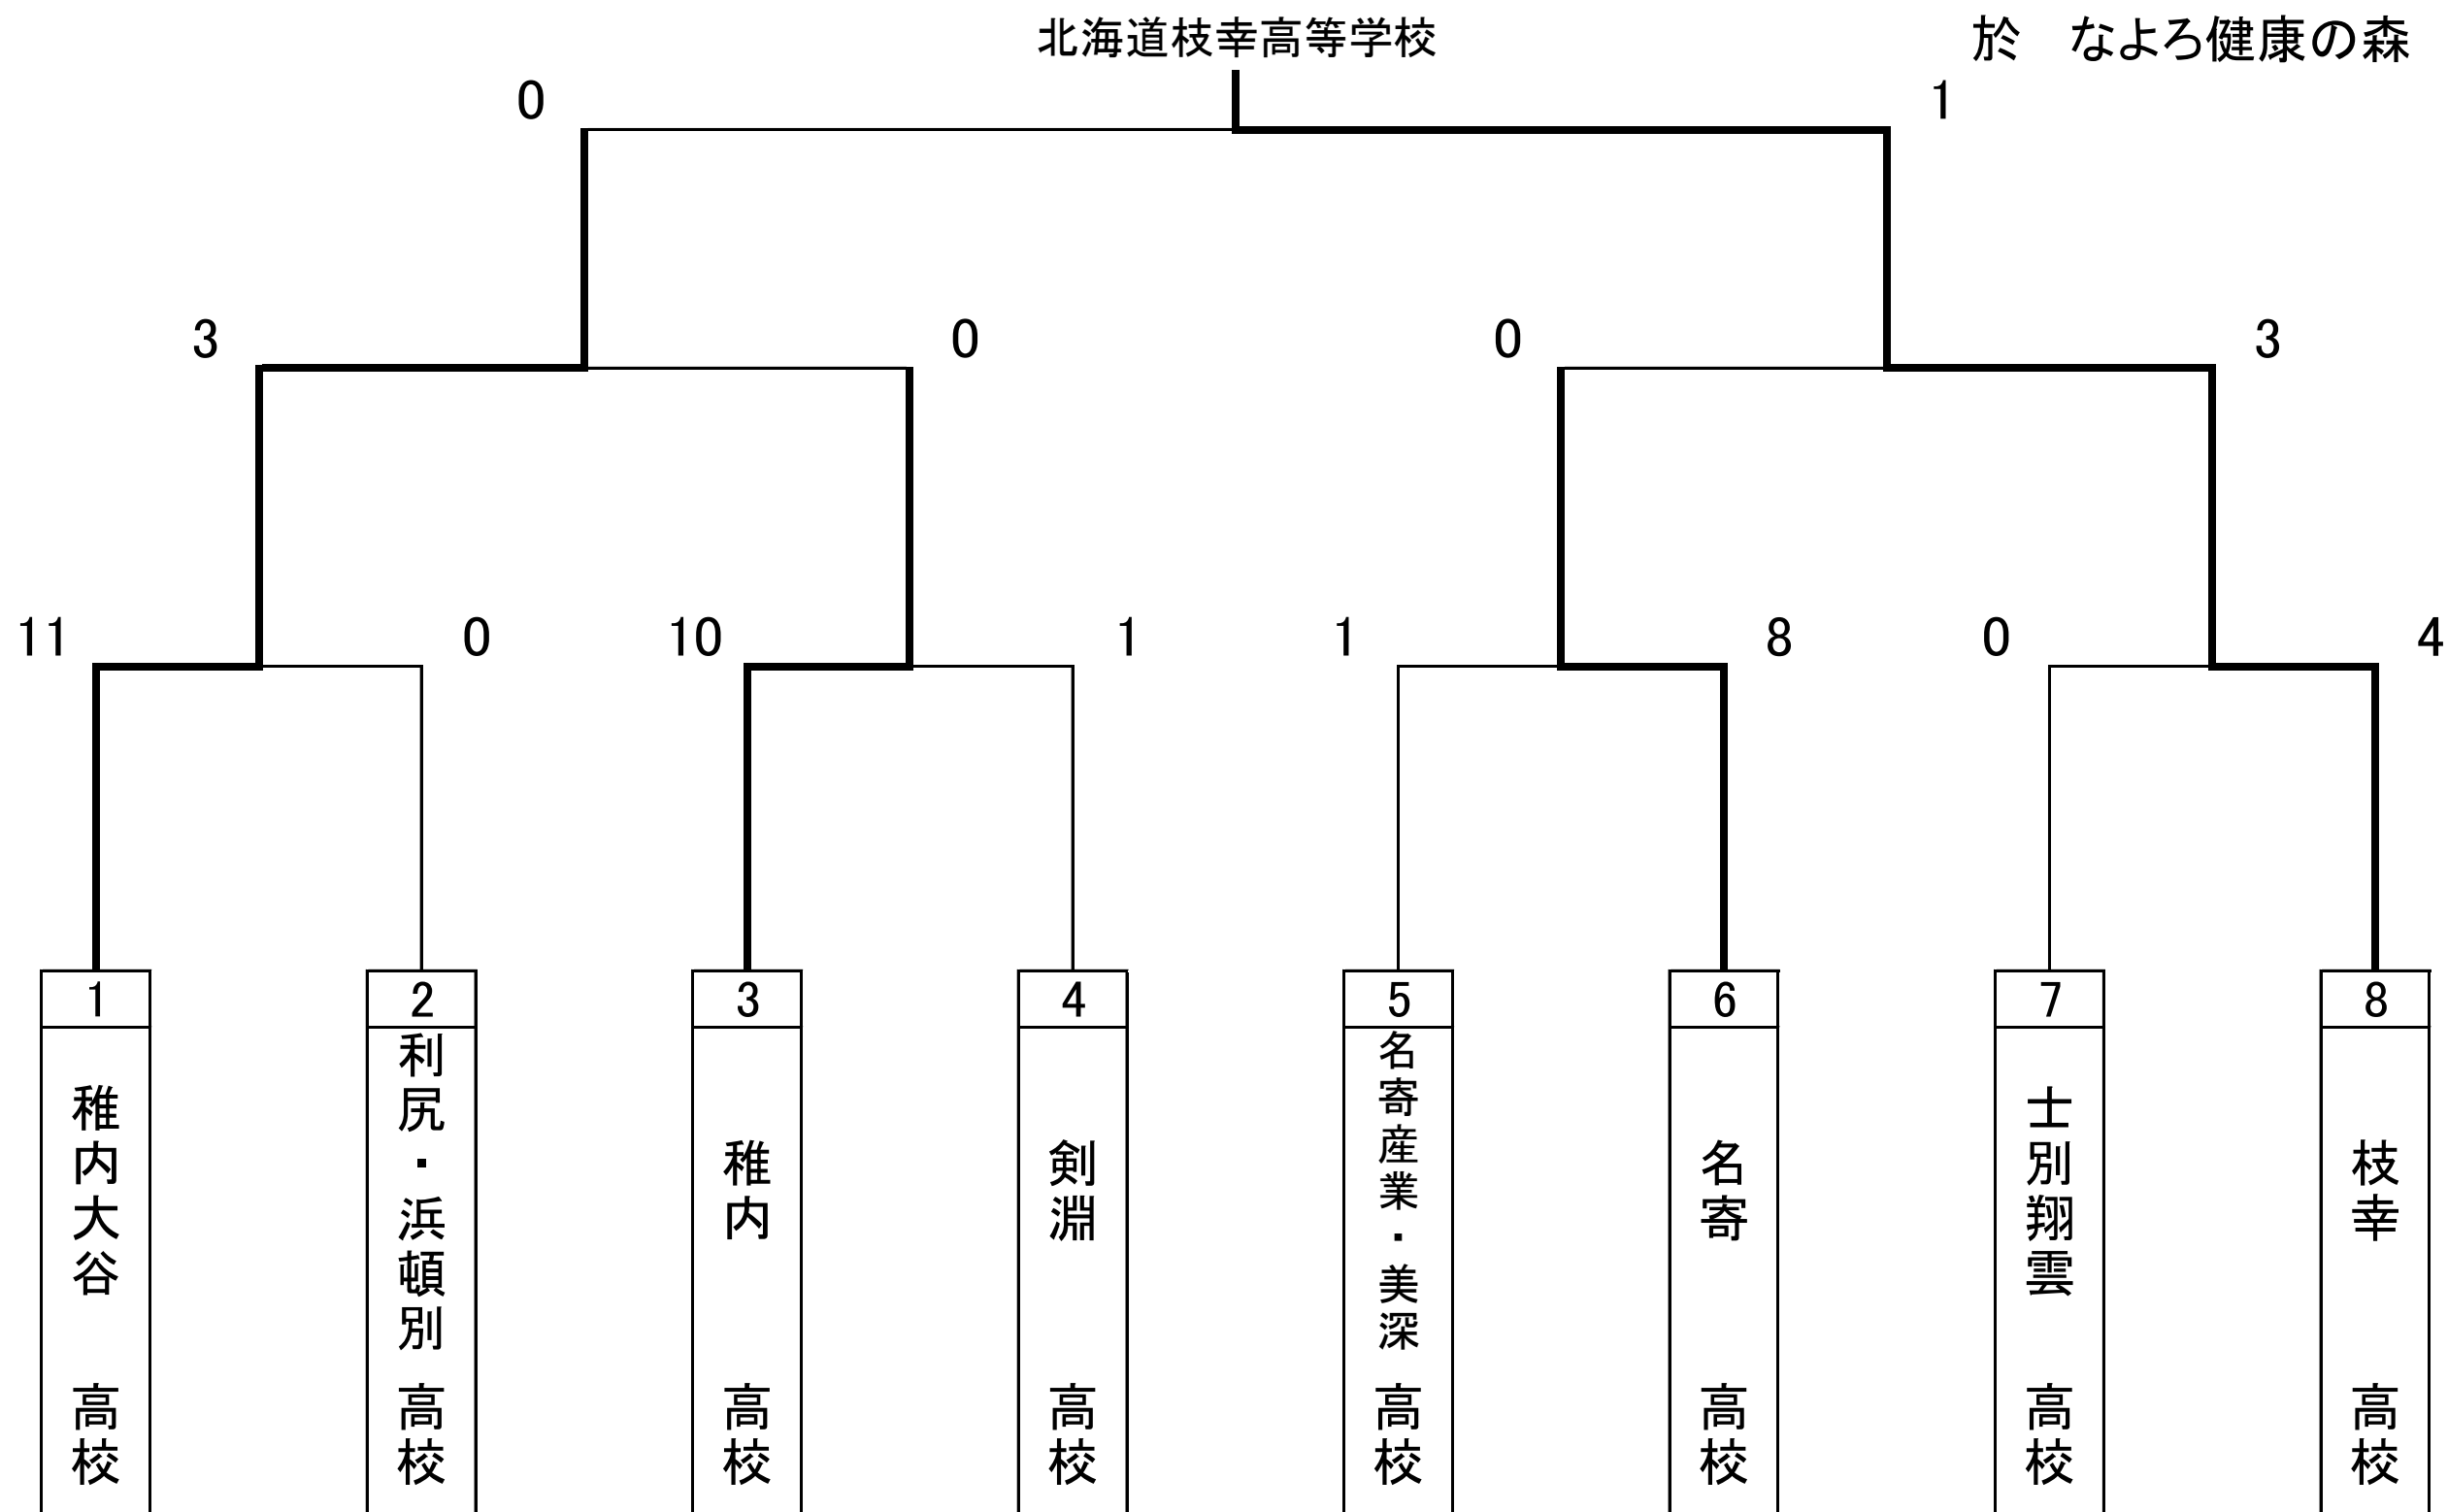 北海道枝幸高等学校
於　なよろ健康の森
0
1
3
0
0
3
11
0
10
1
1
8
0
4
1
2
3
4
5
6
7
8
稚内大谷　高校
利尻・浜頓別　高校
稚内　高校
剣淵　高校
名寄産業・美深　高校
名寄　高校
士別翔雲　高校
枝幸　高校